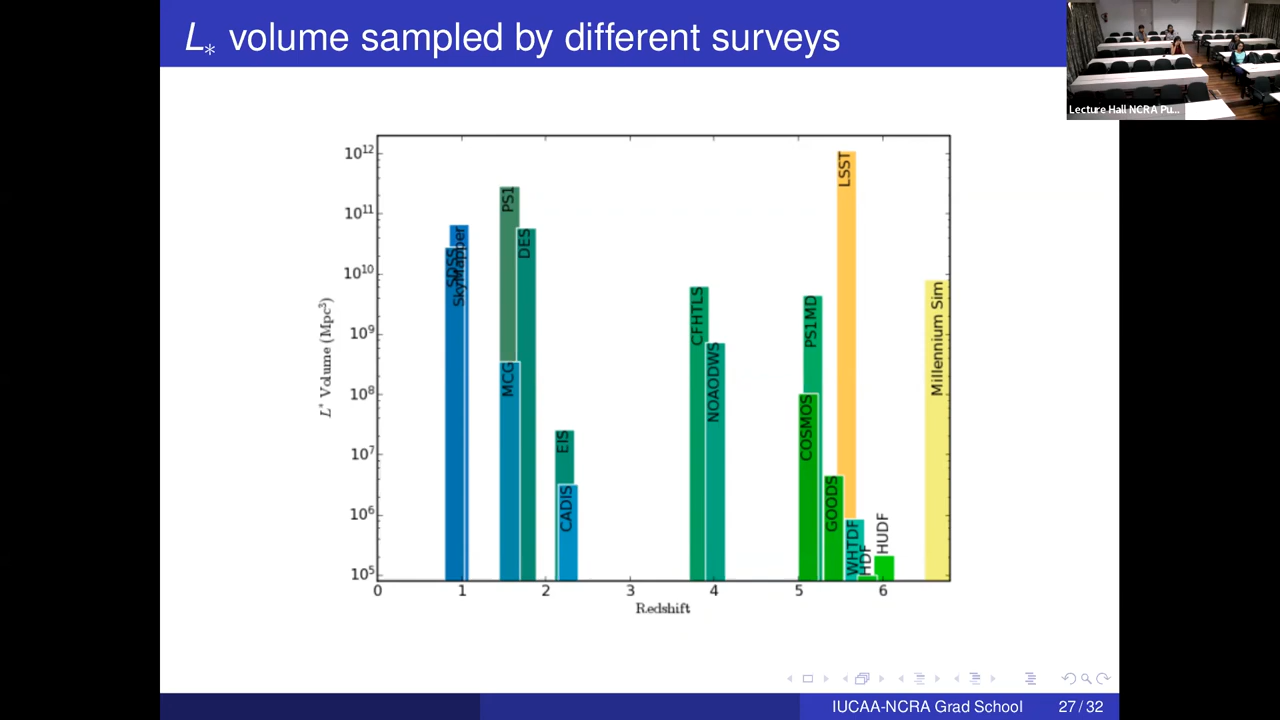 L* volume sampled by different surveys
Lecture Hall NCRA Pu...
10^12
10^11
10^10
10^9
10^8
10^7
10^6
10^5
L* Volume (Mpc^3)
SDSS
SkyMapper
PS1
MCG
DES
EIS
CADIS
CFHTLS
NOAODWS
PS1MD
COSMOS
GOODS
LSST
WHTDF
HDF
HUDF
Millennium Sim
0 1 2 3 4 5 6
Redshift
IUCAA-NCRA Grad School 27 / 32